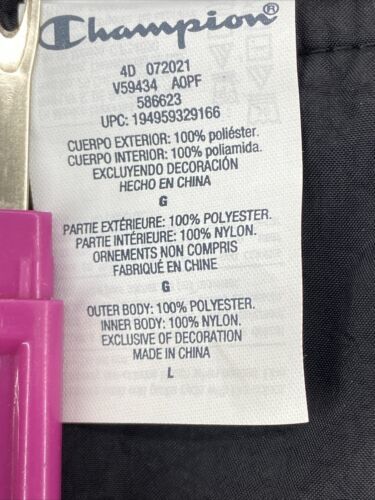 Champion®
4D 072021
V59434 A0PF
586623
UPC: 194959329166
CUERPO EXTERIOR: 100% poliéster.
CUERPO INTERIOR: 100% poliamida.
EXCLUYENDO DECORACIÓN
HECHO EN CHINA
G
PARTIE EXTÉRIEURE: 100% POLYESTER.
PARTIE INTÉRIEURE: 100% NYLON.
ORNEMENTS NON COMPRIS
FABRIQUÉ EN CHINE
G
OUTER BODY: 100% POLYESTER.
INNER BODY: 100% NYLON.
EXCLUSIVE OF DECORATION
MADE IN CHINA
L